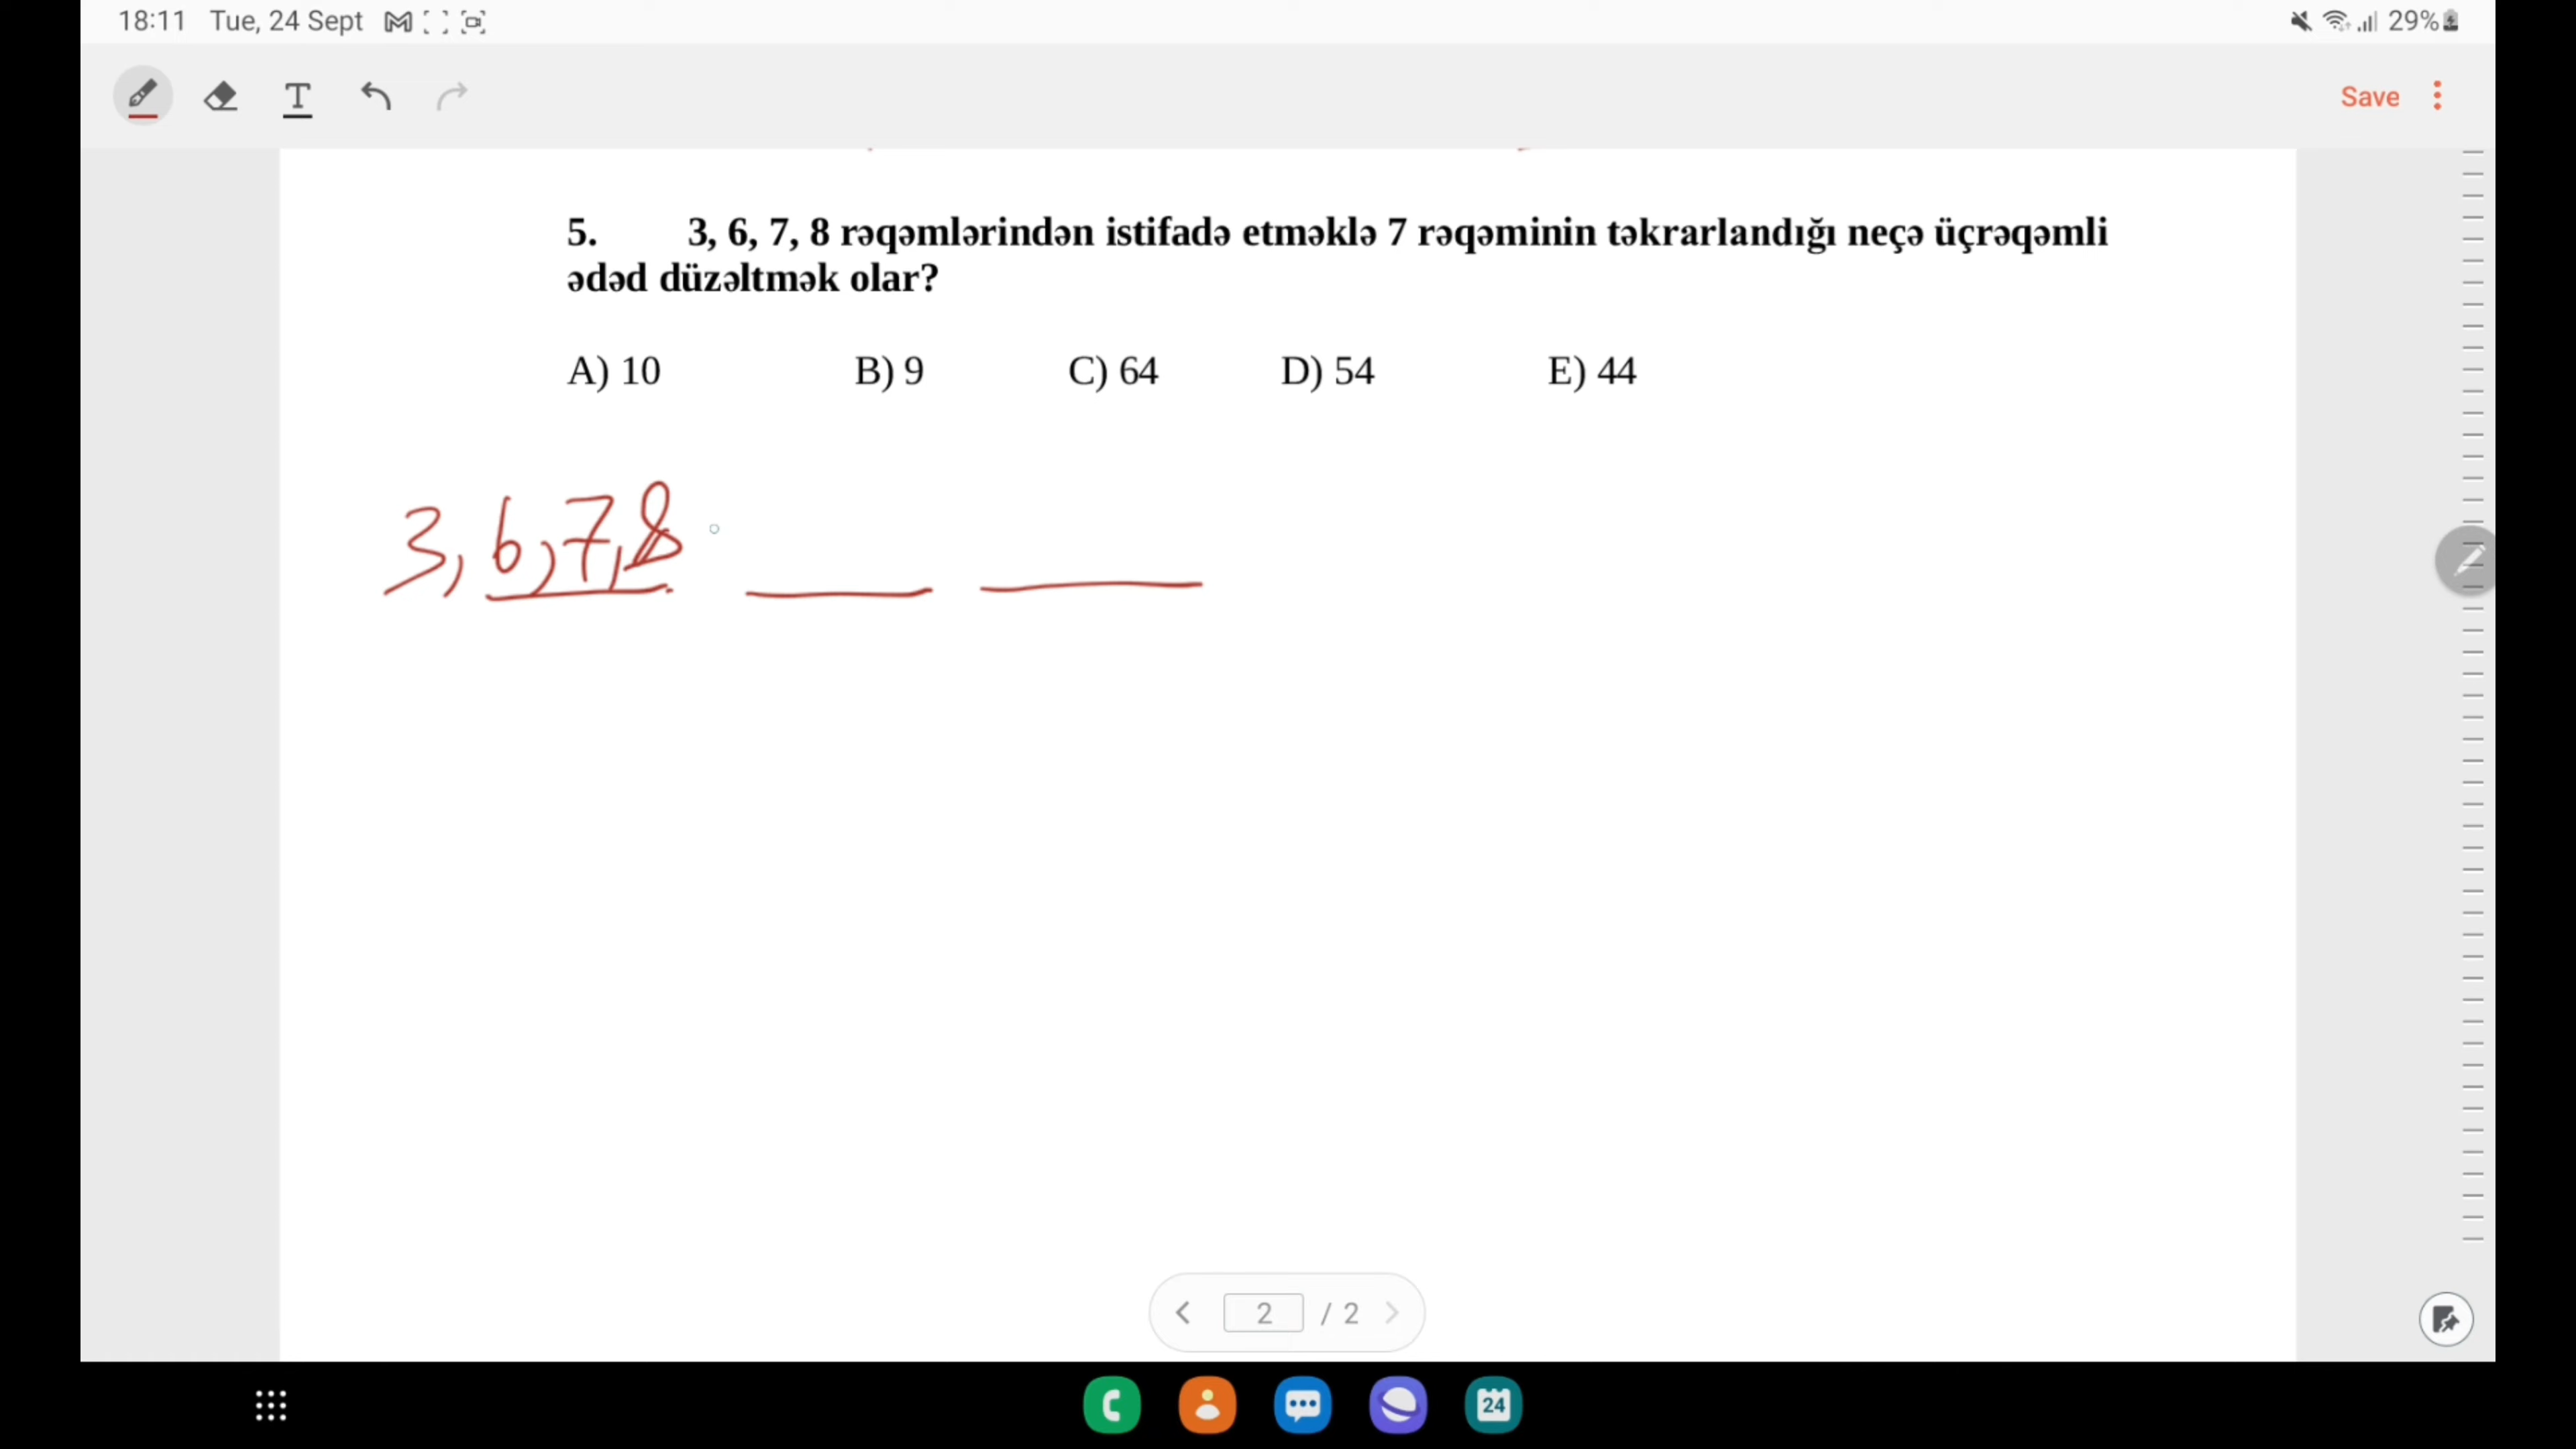 18:11 Tue, 24 Sept
29%
T
Save
5. 3, 6, 7, 8 rəqəmlərindən istifadə etməklə 7 rəqəminin təkrarlandığı neçə üçrəqəmli
ədəd düzəltmək olar?
A) 10 B) 9 C) 64 D) 54 E) 44
3, 6, 7, 8
2 / 2
24